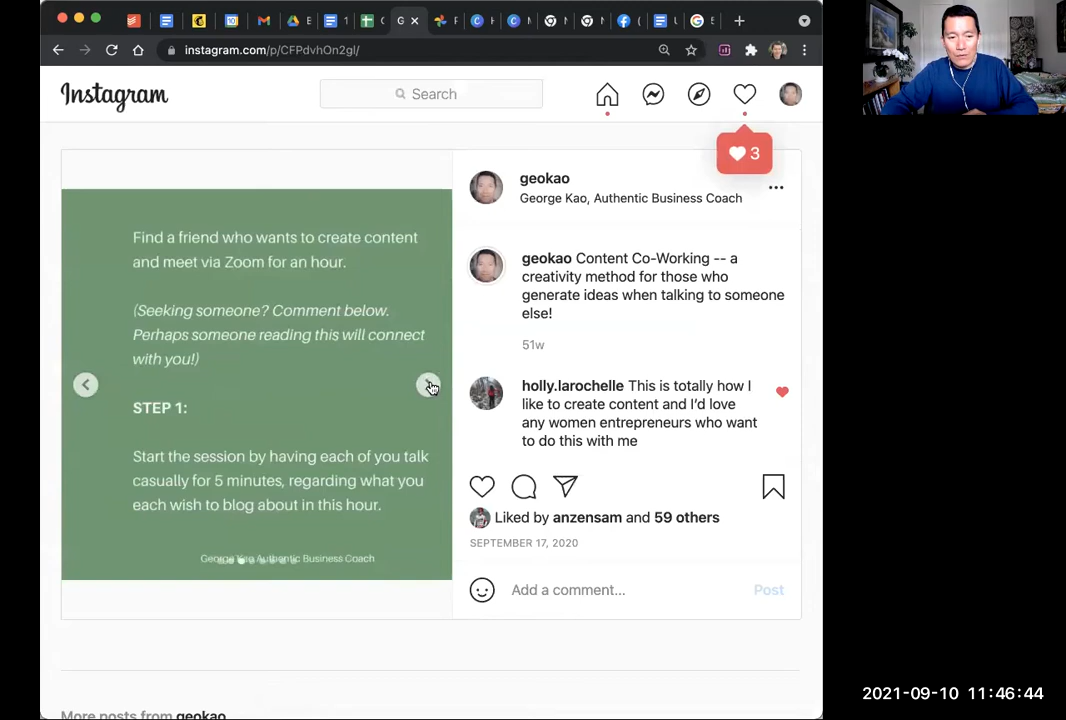 G
instagram.com/p/CFPdvhOn2gl/
Instagram
Search
3
geokao
George Kao, Authentic Business Coach
Find a friend who wants to create content
and meet via Zoom for an hour.
(Seeking someone? Comment below.
Perhaps someone reading this will connect
with you!)
STEP 1:
Start the session by having each of you talk
casually for 5 minutes, regarding what you
each wish to blog about in this hour.
George Kao Authentic Business Coach
geokao Content Co-Working -- a
creativity method for those who
generate ideas when talking to someone
else!
51w
holly.larochelle This is totally how I
like to create content and I'd love
any women entrepreneurs who want
to do this with me
Liked by anzensam and 59 others
SEPTEMBER 17, 2020
Add a comment...
Post
More posts from geokao
2021-09-10 11:46:44